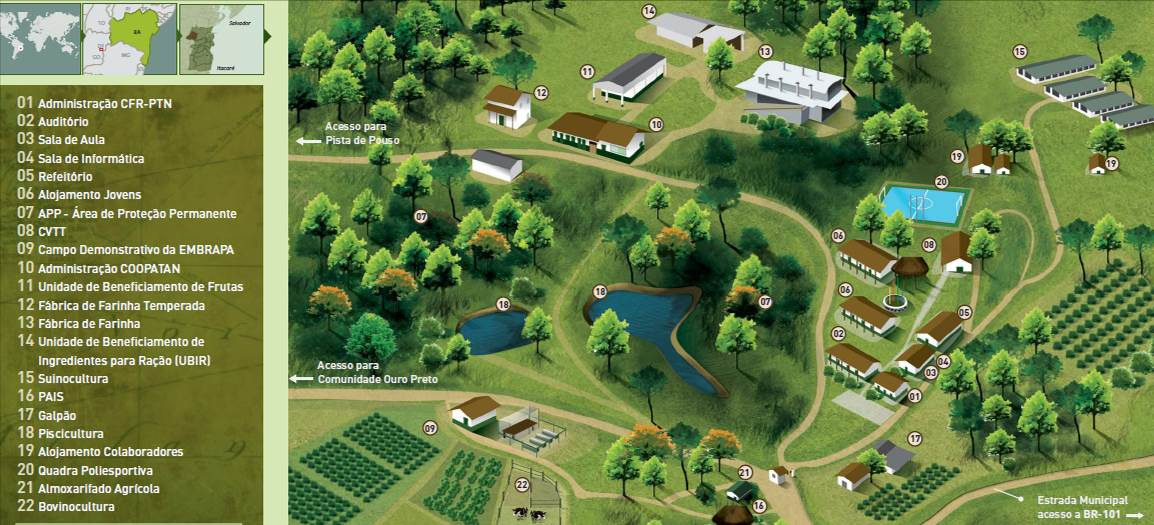 Salvador
Itacaré
TO
BA
GO
MG
01 Administração CFR-PTN
02 Auditório
03 Sala de Aula
04 Sala de Informática
05 Refeitório
06 Alojamento Jovens
07 APP - Área de Proteção Permanente
08 CVTT
09 Campo Demonstrativo da EMBRAPA
10 Administração COOPATAN
11 Unidade de Beneficiamento de Frutas
12 Fábrica de Farinha Temperada
13 Fábrica de Farinha
14 Unidade de Beneficiamento de
Ingredientes para Ração (UBIR)
15 Suinocultura
16 PAIS
17 Galpão
18 Piscicultura
19 Alojamento Colaboradores
20 Quadra Poliesportiva
21 Almoxarifado Agrícola
22 Bovinocultura
14
13
15
11
12
10
Acesso para
Pista de Pouso
19
19
20
07
06
08
18
18
07
06
05
02
04
03
01
Acesso para
Comunidade Ouro Preto
09
17
21
22
16
Estrada Municipal
acesso a BR-101